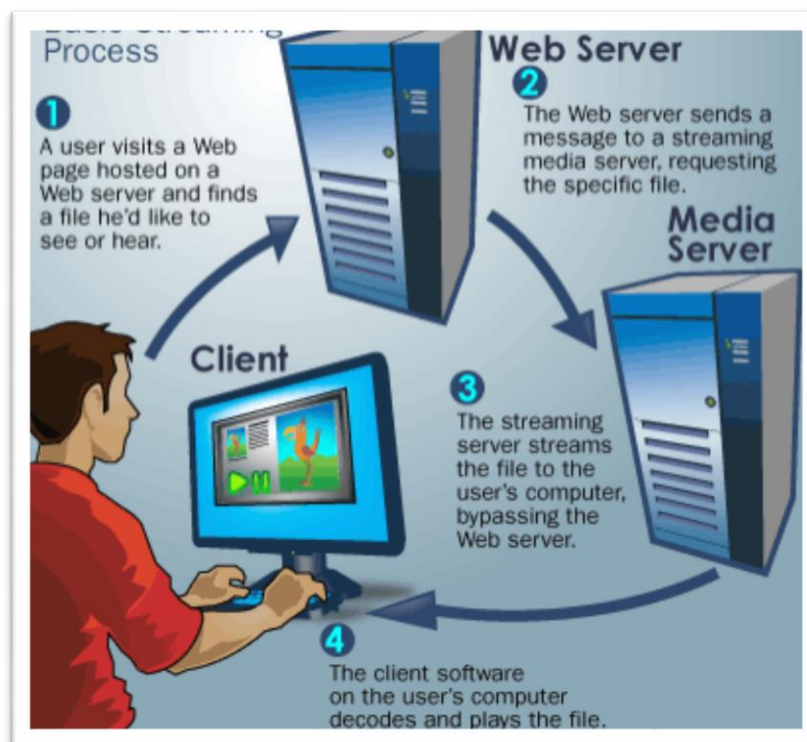 Basic Streaming
Process
1
A user visits a Web
page hosted on a
Web server and finds
a file he'd like to
see or hear.
Web Server
2
The Web server sends a
message to a streaming
media server, requesting
the specific file.
Media
Server
Client
3
The streaming
server streams
the file to the
user's computer,
bypassing the
Web server.
4
The client software
on the user's computer
decodes and plays the file.